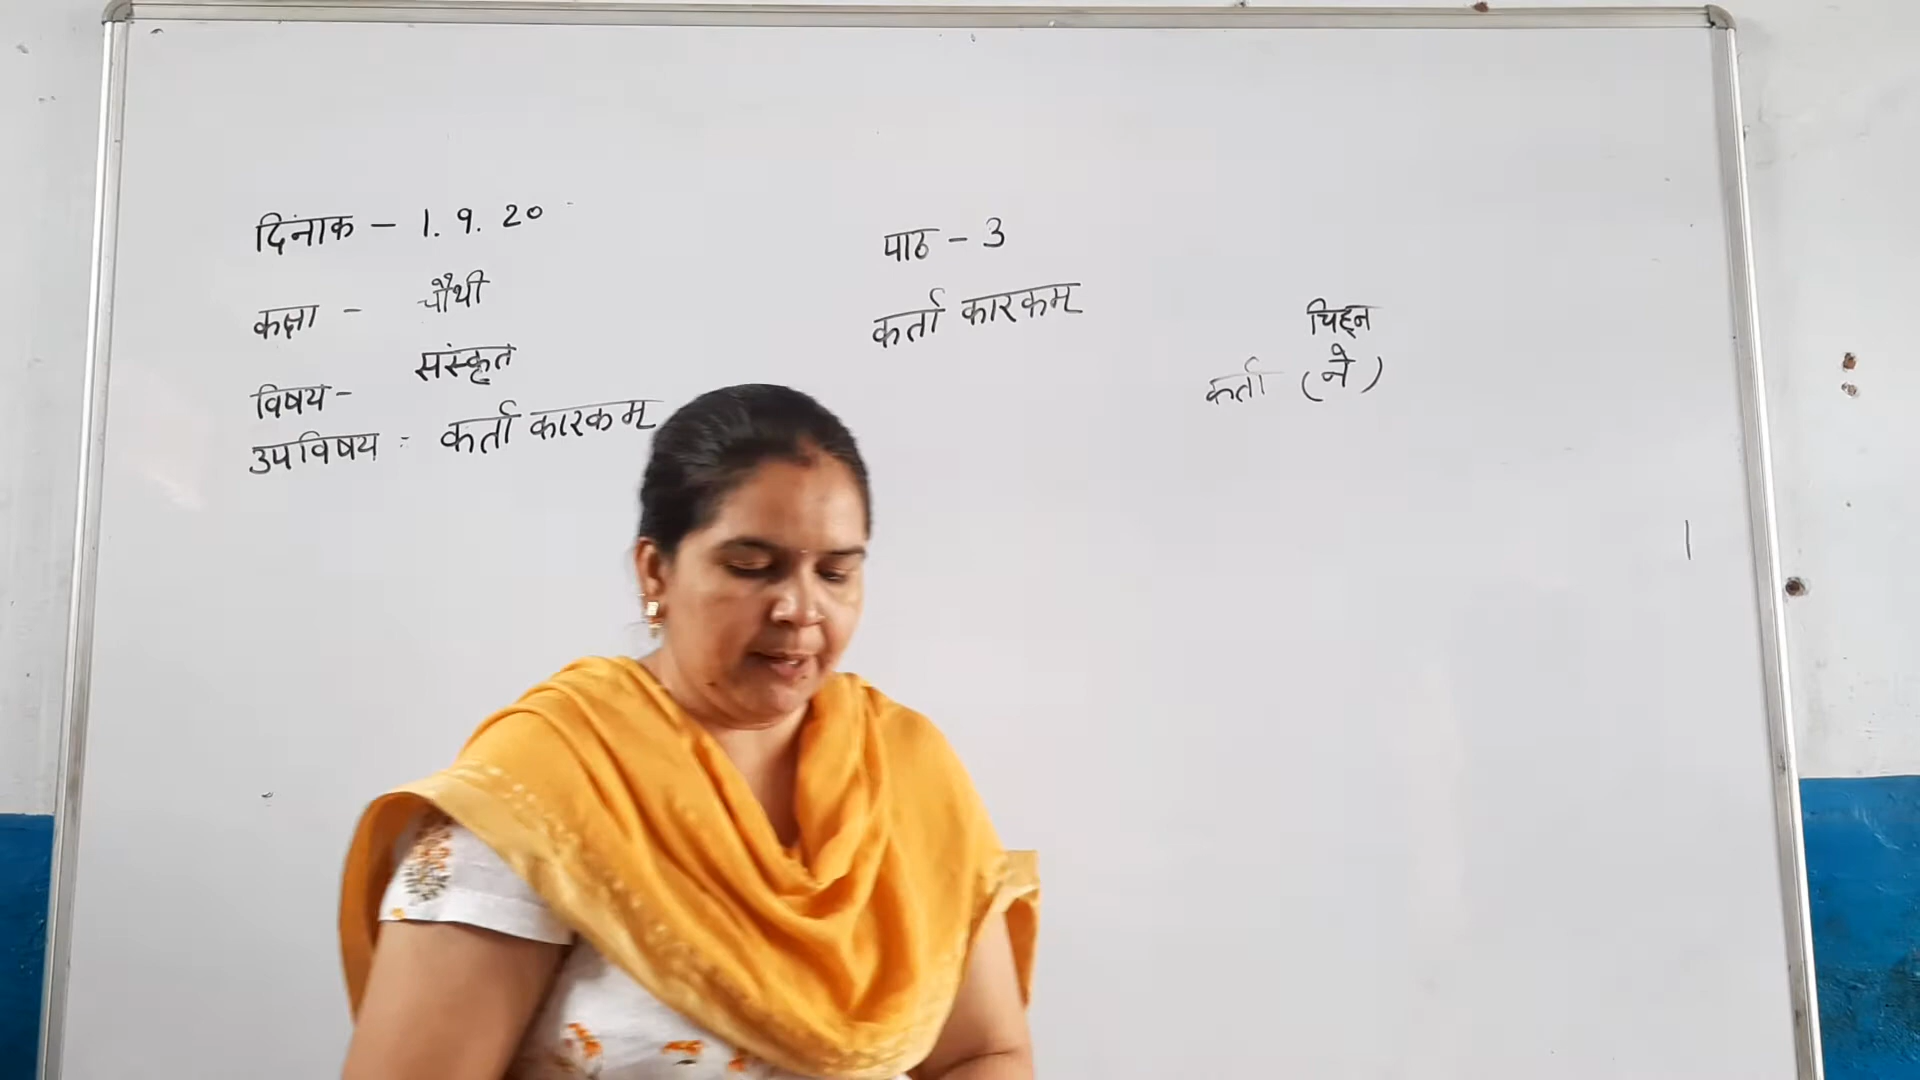 दिंनाक - 1. 9. 20
कक्षा - चौथी
विषय- संस्कृत
उपविषय - कर्ता कारकम्
पाठ - 3
कर्ता कारकम्
चिह्न
कर्ता (ने)